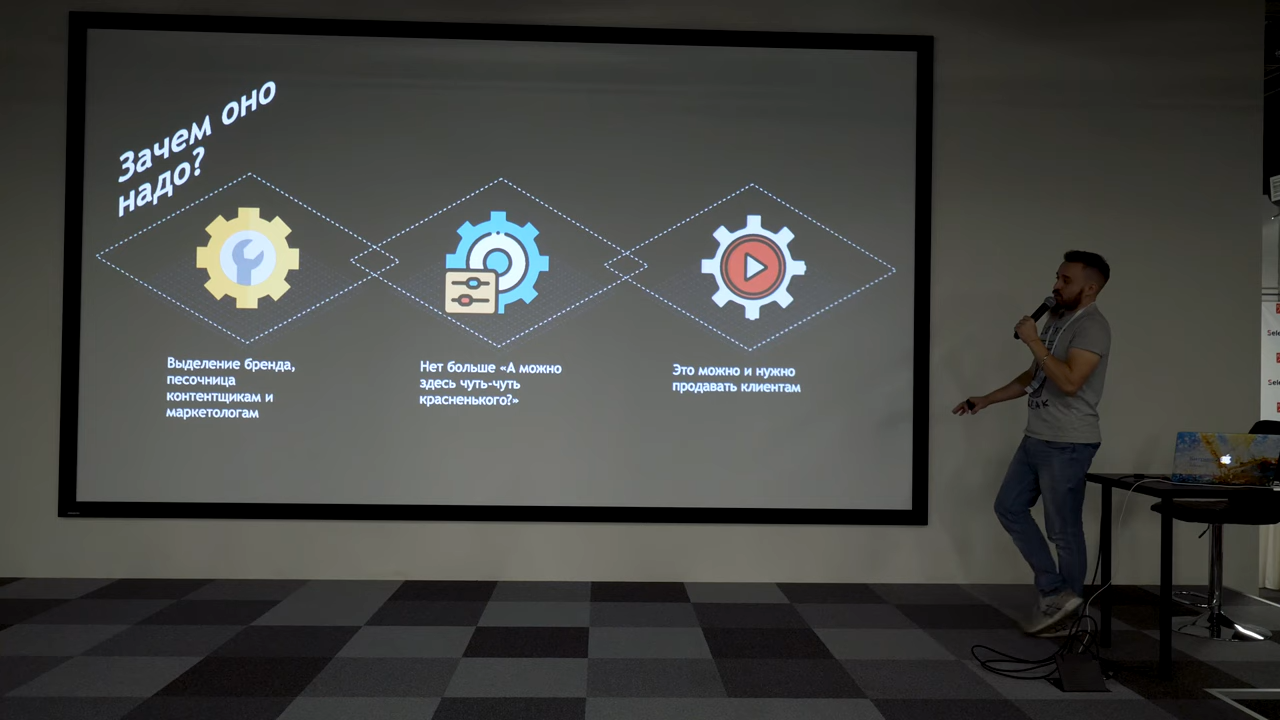 Зачем оно
надо?
Выделение бренда,
песочница
контентщикам и
маркетологам
Нет больше «А можно
здесь чуть-чуть
красненького?»
Это можно и нужно
продавать клиентам